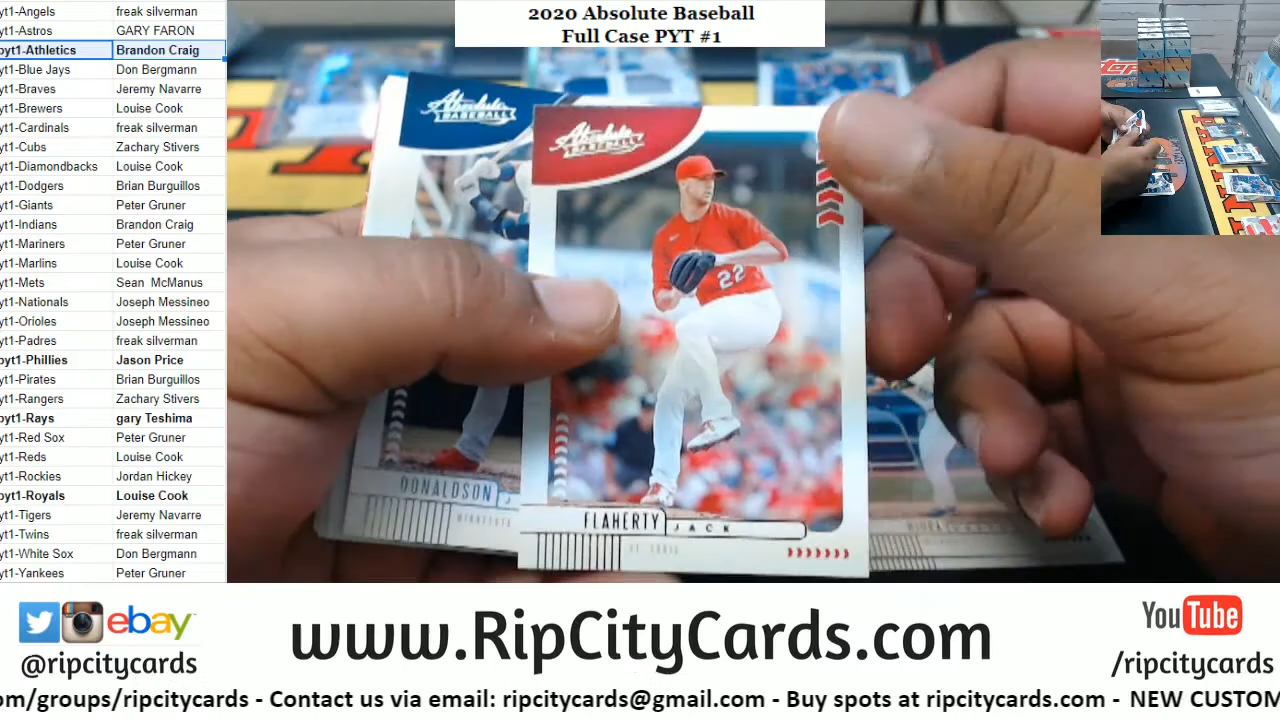 2020 Absolute Baseball
Full Case PYT #1
yt1-Angels freak silverman
yt1-Astros GARY FARON
pyt1-Athletics Brandon Craig
yt1-Blue Jays Don Bergmann
yt1-Braves Jeremy Navarre
yt1-Brewers Louise Cook
yt1-Cardinals freak silverman
yt1-Cubs Zachary Stivers
yt1-Diamondbacks Louise Cook
yt1-Dodgers Brian Burguillos
yt1-Giants Peter Gruner
yt1-Indians Brandon Craig
yt1-Mariners Peter Gruner
yt1-Marlins Louise Cook
yt1-Mets Sean McManus
yt1-Nationals Joseph Messineo
yt1-Orioles Joseph Messineo
yt1-Padres freak silverman
pyt1-Phillies Jason Price
yt1-Pirates Brian Burguillos
yt1-Rangers Zachary Stivers
pyt1-Rays gary Teshima
yt1-Red Sox Peter Gruner
yt1-Reds Louise Cook
yt1-Rockies Jordan Hickey
pyt1-Royals Louise Cook
yt1-Tigers Jeremy Navarre
yt1-Twins freak silverman
yt1-White Sox Don Bergmann
yt1-Yankees Peter Gruner
Absolute
BASEBALL
Absolute
BASEBALL
22
DONALDSON J
MINNESOTA
FLAHERTY JACK
ST. LOUIS
ebay
@ripcitycards
www.RipCityCards.com
YouTube
/ripcitycards
om/groups/ripcitycards - Contact us via email: ripcitycards@gmail.com - Buy spots at ripcitycards.com - NEW CUSTOM